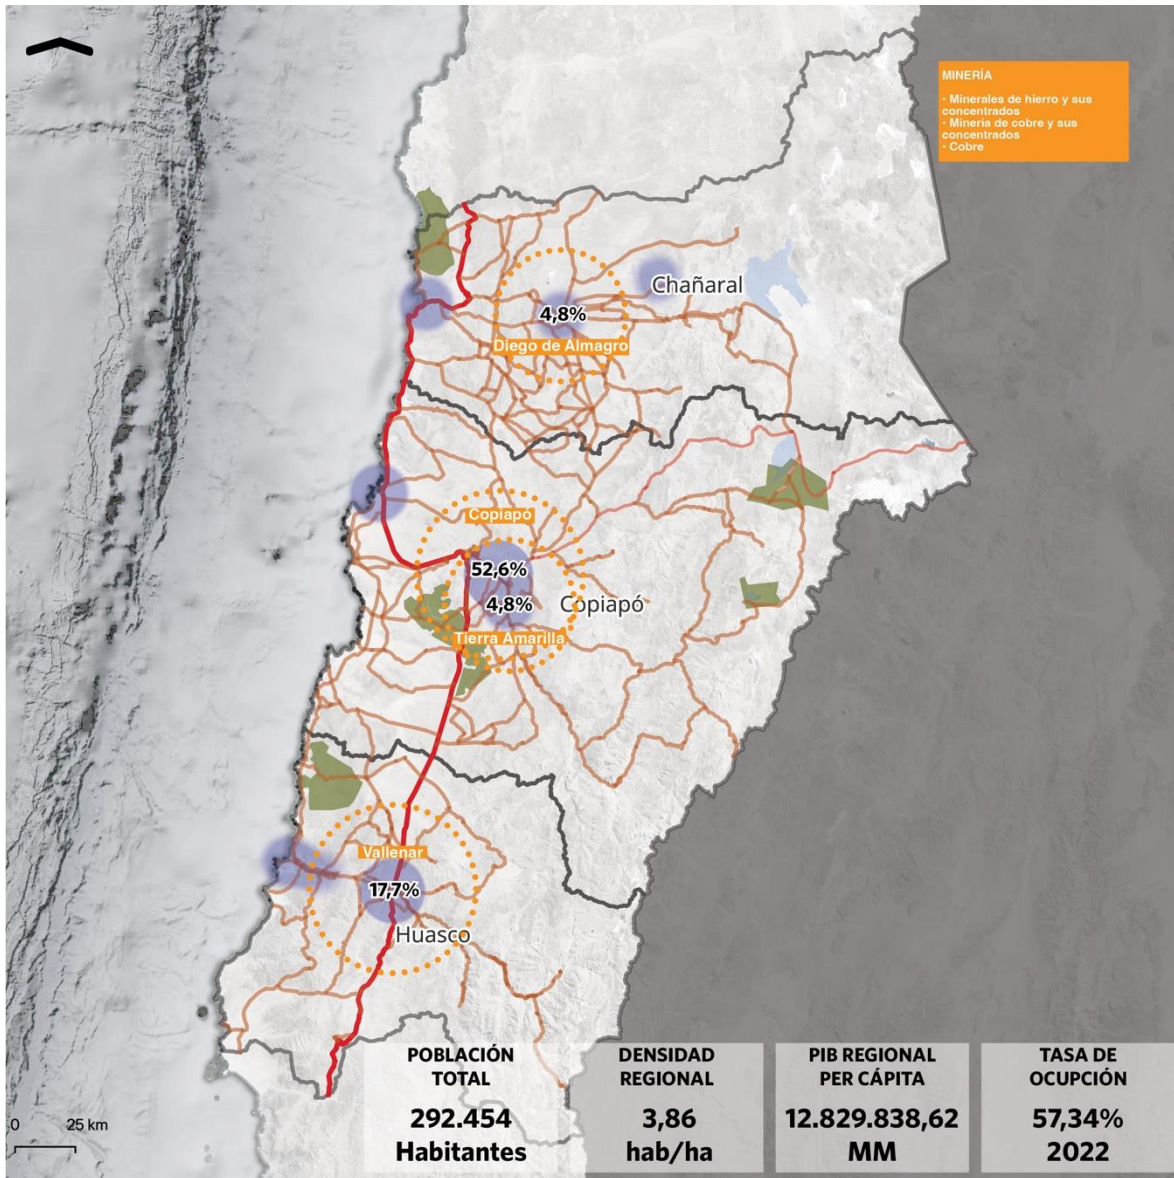 MINERÍA
· Minerales de hierro y sus
concentrados
· Mineria de cobre y sus
concentrados
· Cobre
Chañaral
4,8%
Diego de Almagro
Copiapó
52,6%
4,8%
Copiapó
Tierra Amarilla
Vallenar
17,7%
Huasco
0 25 km
POBLACIÓN
TOTAL
292.454
Habitantes
DENSIDAD
REGIONAL
3,86
hab/ha
PIB REGIONAL
PER CÁPITA
12.829.838,62
MM
TASA DE
OCUPCIÓN
57,34%
2022